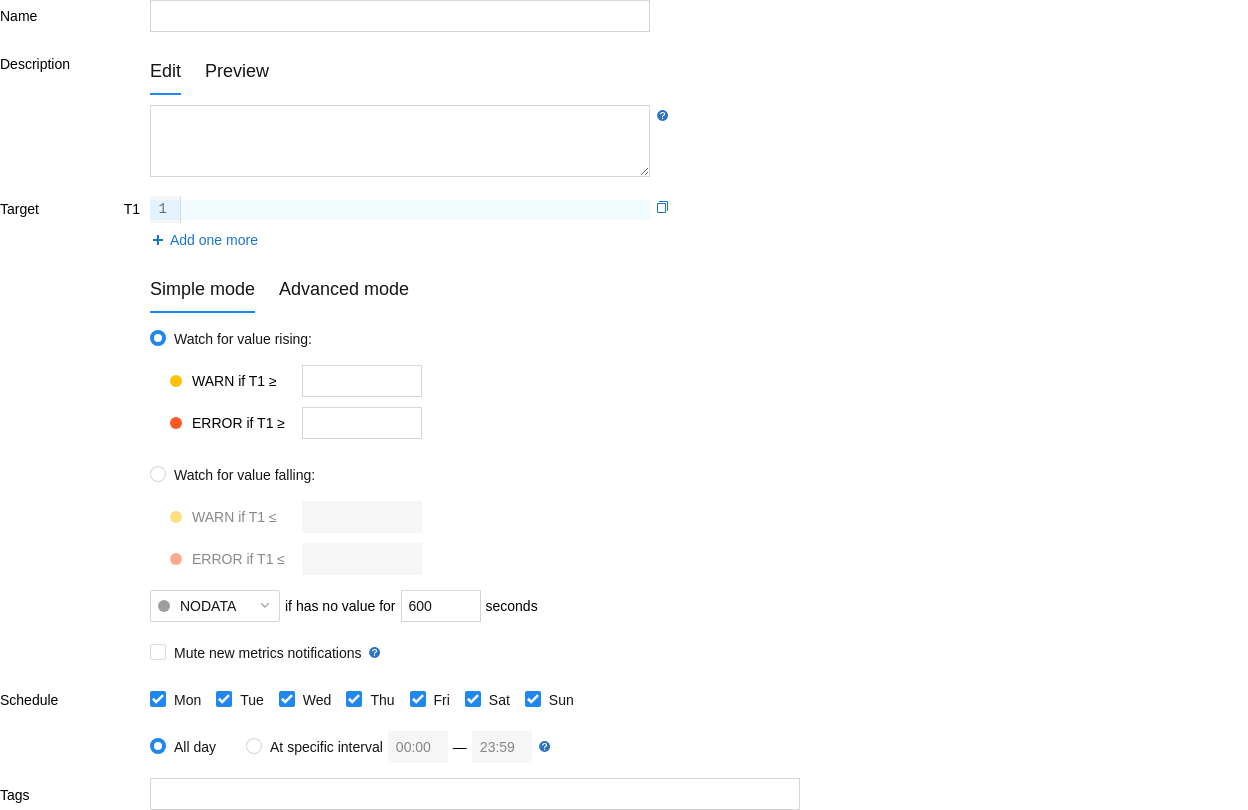 Name
Description
Edit Preview
Target T1 1
Add one more
Simple mode Advanced mode
Watch for value rising:
WARN if T1 ≥
ERROR if T1 ≥
Watch for value falling:
WARN if T1 ≤
ERROR if T1 ≤
NODATA if has no value for 600 seconds
Mute new metrics notifications
Schedule Mon Tue Wed Thu Fri Sat Sun
All day At specific interval 00:00 — 23:59
Tags